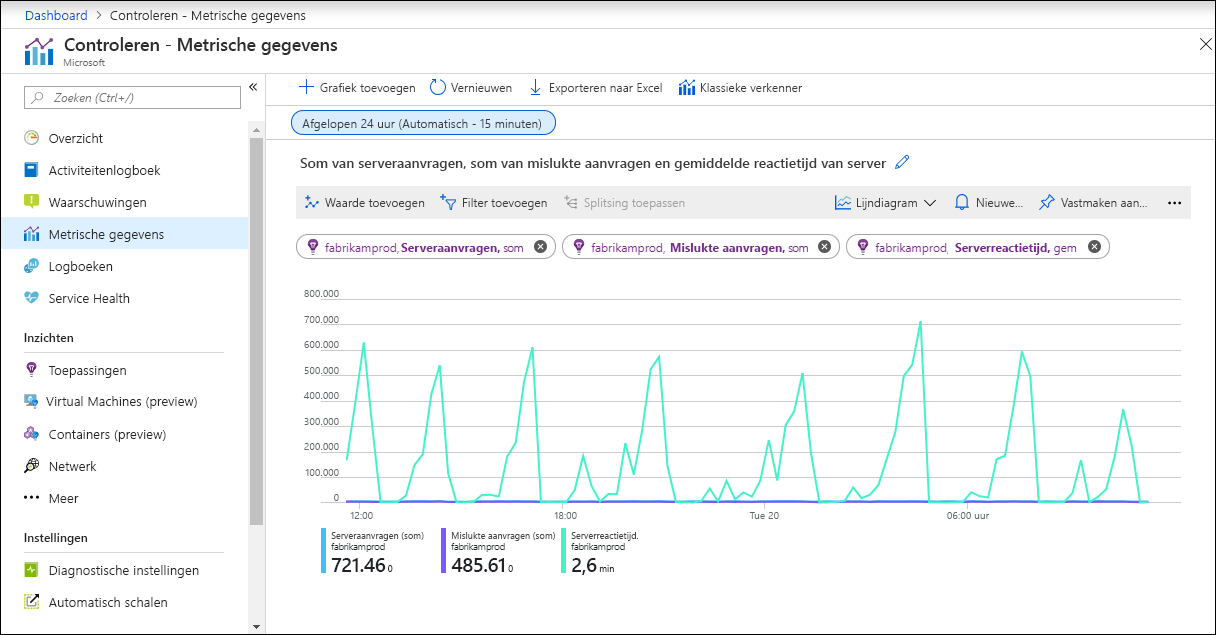 Dashboard > Controleren - Metrische gegevens
Controleren - Metrische gegevens
Microsoft
Zoeken (Ctrl+/)
«
Overzicht
Activiteitenlogboek
Waarschuwingen
Metrische gegevens
Logboeken
Service Health
Inzichten
Toepassingen
Virtual Machines (preview)
Containers (preview)
Netwerk
Meer
Instellingen
Diagnostische instellingen
Automatisch schalen
Grafiek toevoegen Vernieuwen Exporteren naar Excel Klassieke verkenner
Afgelopen 24 uur (Automatisch - 15 minuten)
Som van serveraanvragen, som van mislukte aanvragen en gemiddelde reactietijd van server
Waarde toevoegen Filter toevoegen Splitsing toepassen Lijndiagram Nieuwe... Vastmaken aan... ...
fabrikamprod, Serveraanvragen, som fabrikamprod, Mislukte aanvragen, som fabrikamprod, Serverreactietijd, gem
800.000
700.000
600.000
500.000
400.000
300.000
200.000
100.000
0
12:00 18:00 Tue 20 06:00 uur
Serveraanvragen (som)
fabrikamprod
721.46 0
Mislukte aanvragen (som)
fabrikamprod
485.61 0
Serverreactietijd.
fabrikamprod
2,6 min